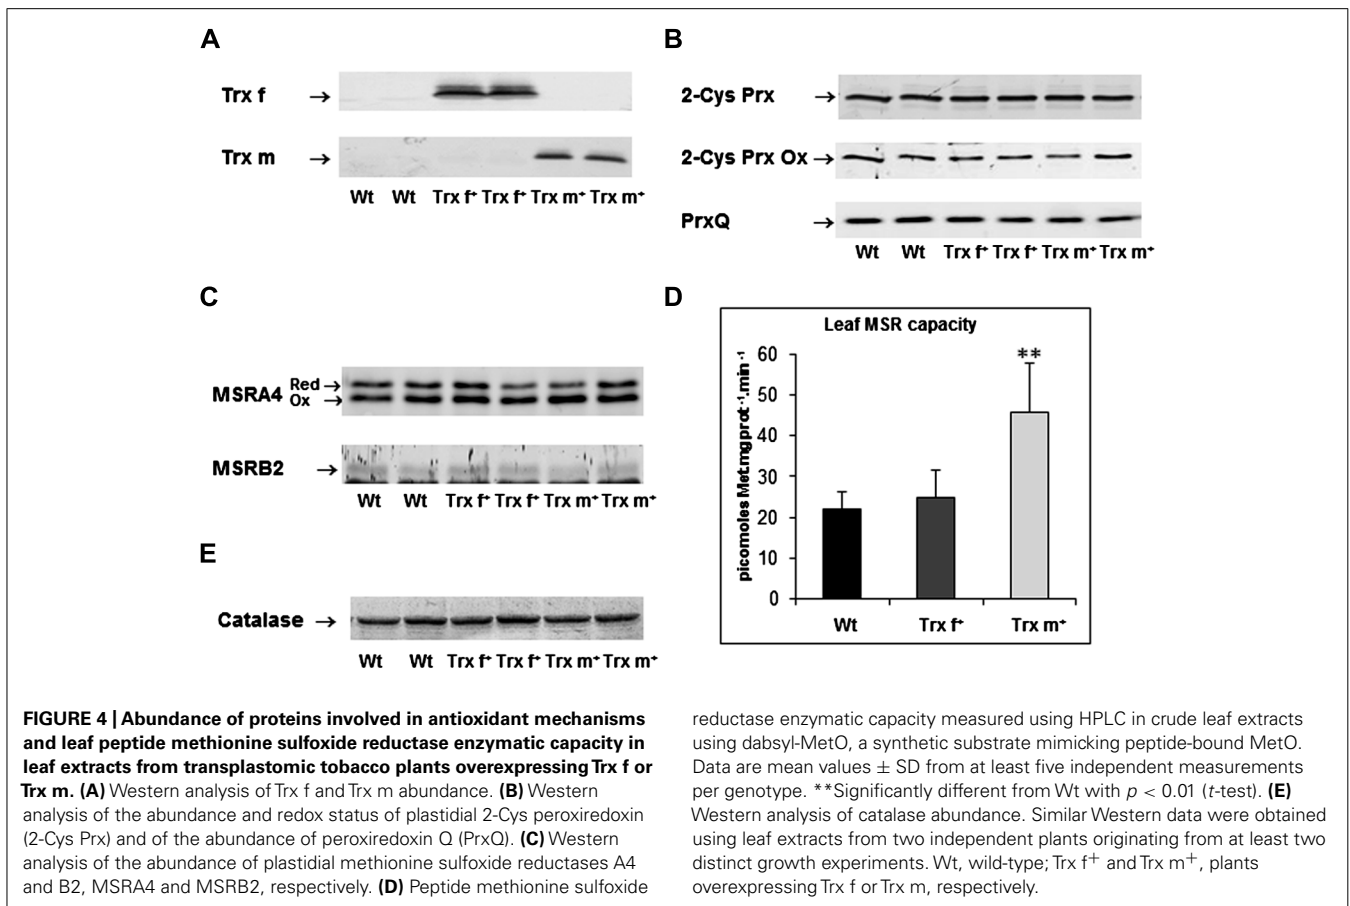 A
Trx f →
Trx m →
Wt Wt Trx f⁺ Trx f⁺ Trx m⁺ Trx m⁺
B
2-Cys Prx →
2-Cys Prx Ox →
PrxQ →
Wt Wt Trx f⁺ Trx f⁺ Trx m⁺ Trx m⁺
C
MSRA4 Red →
Ox →
MSRB2 →
Wt Wt Trx f⁺ Trx f⁺ Trx m⁺ Trx m⁺
D
Leaf MSR capacity
picomoles Met.mgprot⁻¹.min⁻¹
60
50
40
30
20
10
0
**
Wt Trx f⁺ Trx m⁺
E
Catalase →
Wt Wt Trx f⁺ Trx f⁺ Trx m⁺ Trx m⁺
FIGURE 4 | Abundance of proteins involved in antioxidant mechanisms
and leaf peptide methionine sulfoxide reductase enzymatic capacity in
leaf extracts from transplastomic tobacco plants overexpressing Trx f or
Trx m. (A) Western analysis of Trx f and Trx m abundance. (B) Western
analysis of the abundance and redox status of plastidial 2-Cys peroxiredoxin
(2-Cys Prx) and of the abundance of peroxiredoxin Q (PrxQ). (C) Western
analysis of the abundance of plastidial methionine sulfoxide reductases A4
and B2, MSRA4 and MSRB2, respectively. (D) Peptide methionine sulfoxide
reductase enzymatic capacity measured using HPLC in crude leaf extracts
using dabsyl-MetO, a synthetic substrate mimicking peptide-bound MetO.
Data are mean values ± SD from at least five independent measurements
per genotype. **Significantly different from Wt with p < 0.01 (t-test). (E)
Western analysis of catalase abundance. Similar Western data were obtained
using leaf extracts from two independent plants originating from at least two
distinct growth experiments. Wt, wild-type; Trx f⁺ and Trx m⁺, plants
overexpressing Trx f or Trx m, respectively.